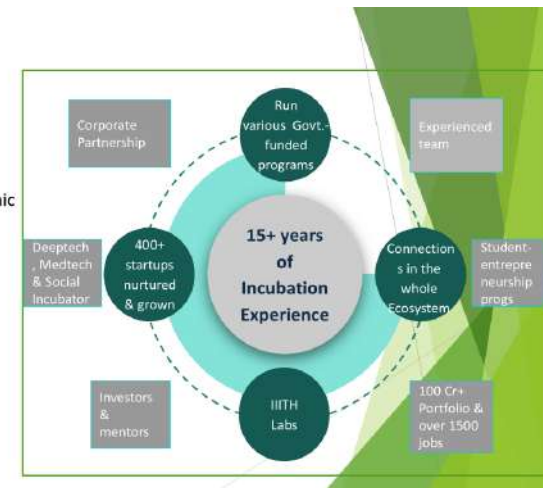 Run
various Govt.-
funded
programs
Corporate
Partnership
Experienced
team
Deeptech
, Medtech
& Social
Incubator
400+
startups
nurtured
& grown
15+ years
of
Incubation
Experience
Connection
s in the
whole
Ecosystem
Student-
entrepre
neurship
progs
Investors
&
mentors
IIITH
Labs
100 Cr+
Portfolio &
over 1500
jobs